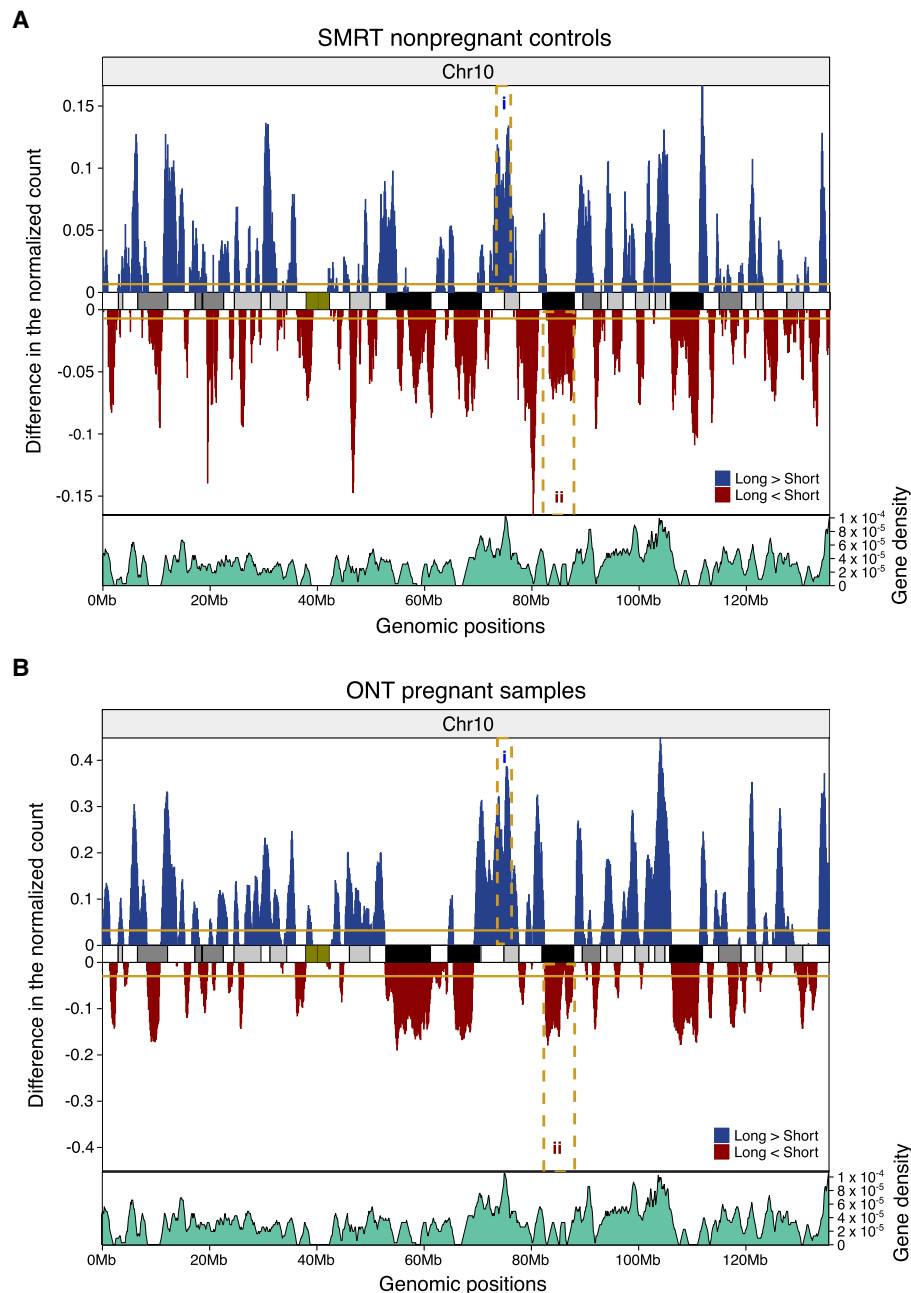 A
SMRT nonpregnant controls
Chr10
Difference in the normalized count
0.15
0.1
0.05
0
0
-0.05
-0.1
-0.15
i
ii
Long > Short
Long < Short
Gene density
1 x 10-4
8 x 10-5
6 x 10-5
4 x 10-5
2 x 10-5
0
0Mb 20Mb 40Mb 60Mb 80Mb 100Mb 120Mb
Genomic positions
B
ONT pregnant samples
Chr10
Difference in the normalized count
0.4
0.3
0.2
0.1
0
0
-0.1
-0.2
-0.3
-0.4
i
ii
Long > Short
Long < Short
Gene density
1 x 10-4
8 x 10-5
6 x 10-5
4 x 10-5
2 x 10-5
0
0Mb 20Mb 40Mb 60Mb 80Mb 100Mb 120Mb
Genomic positions